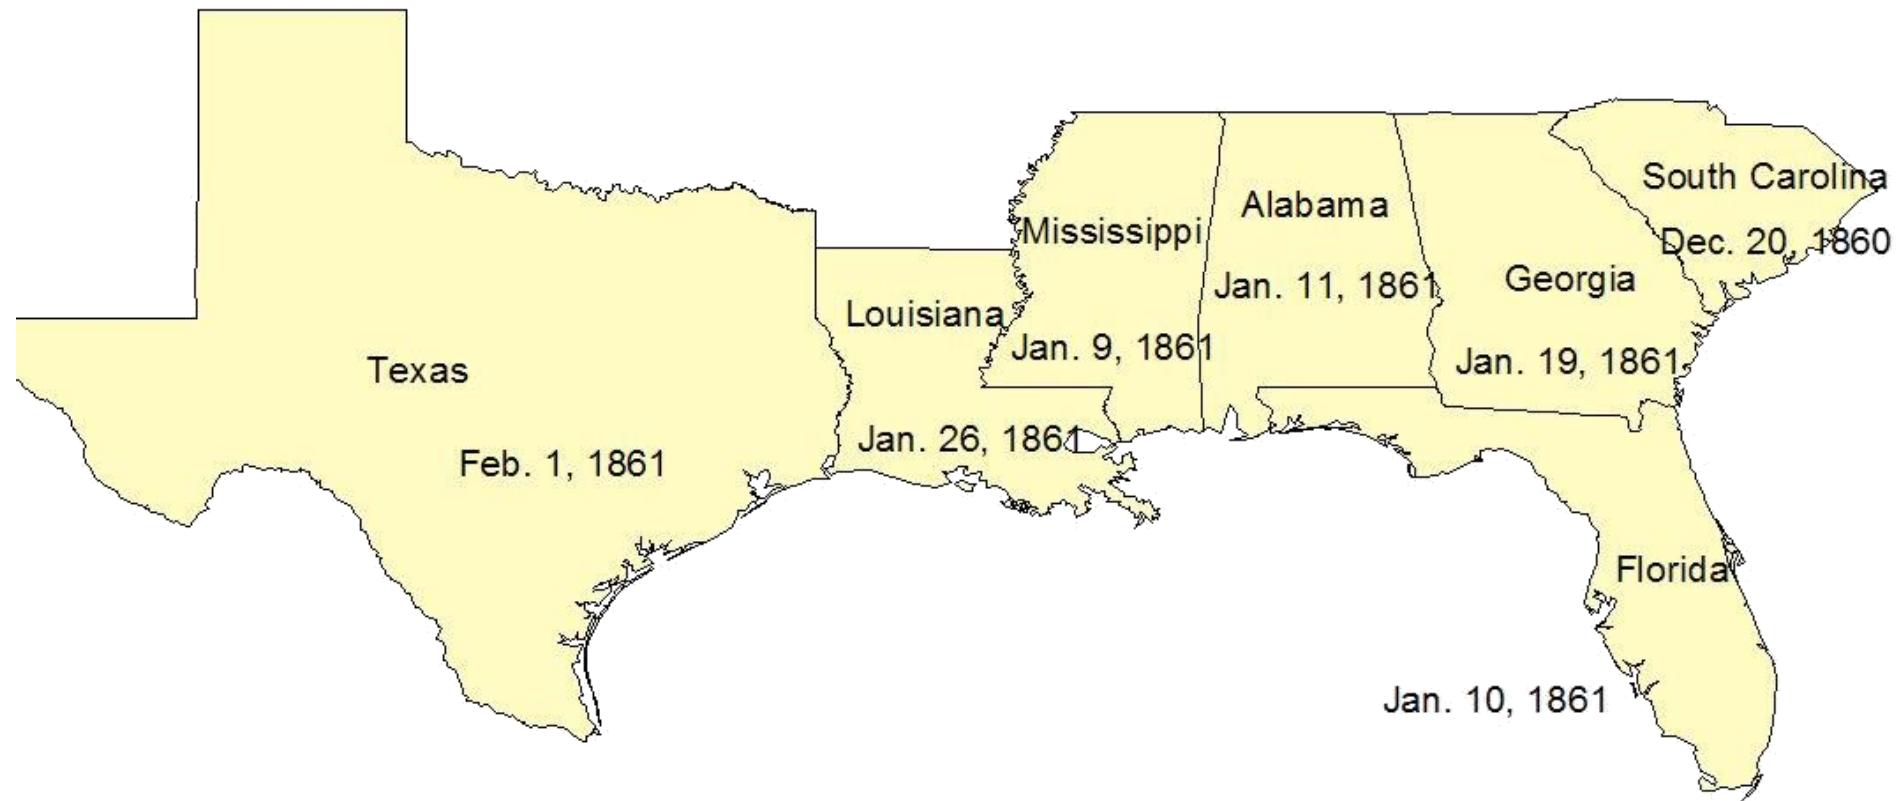 South Carolina
Dec. 20, 1860
Alabama
Jan. 11, 1861
Mississippi
Jan. 9, 1861
Georgia
Jan. 19, 1861
Louisiana
Jan. 26, 1861
Texas
Feb. 1, 1861
Florida
Jan. 10, 1861